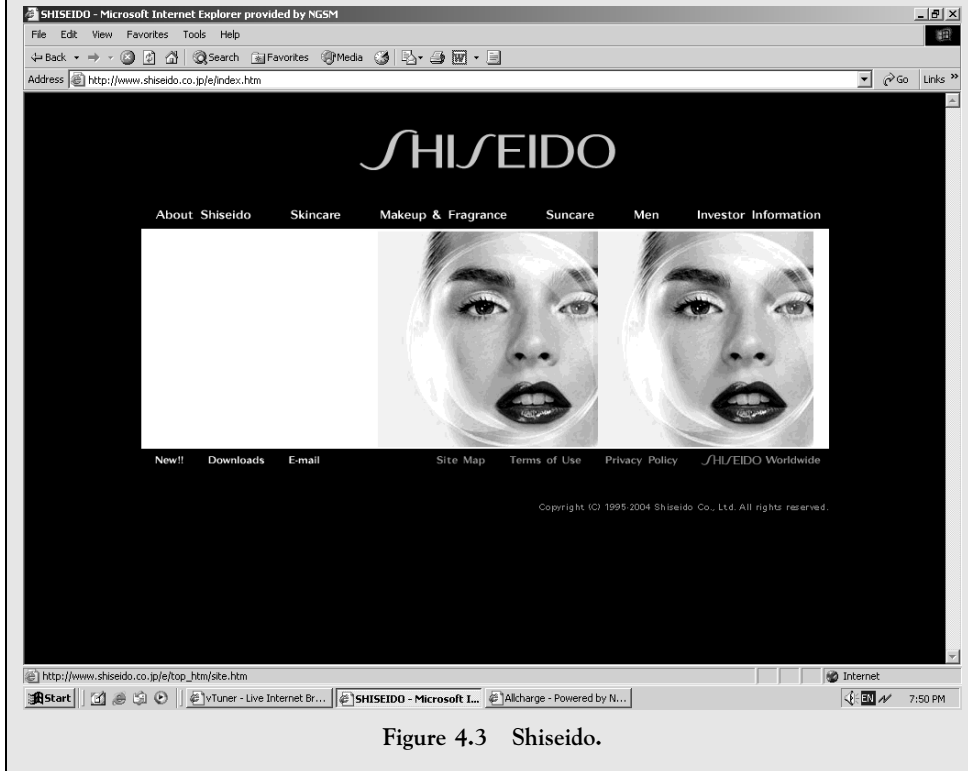 SHISEIDO - Microsoft Internet Explorer provided by NGSM
File Edit View Favorites Tools Help
Back Search Favorites Media
Address http://www.shiseido.co.jp/e/index.htm Go Links »
SHISEIDO
About Shiseido Skincare Makeup & Fragrance Suncare Men Investor Information
New!! Downloads E-mail Site Map Terms of Use Privacy Policy SHISEIDO Worldwide
Copyright (C) 1995-2004 Shiseido Co., Ltd. All rights reserved.
http://www.shiseido.co.jp/e/top_htm/site.htm Internet
Start vTuner - Live Internet Br... SHISEIDO - Microsoft I... Allcharge - Powered by N... EN 7:50 PM
Figure 4.3 Shiseido.